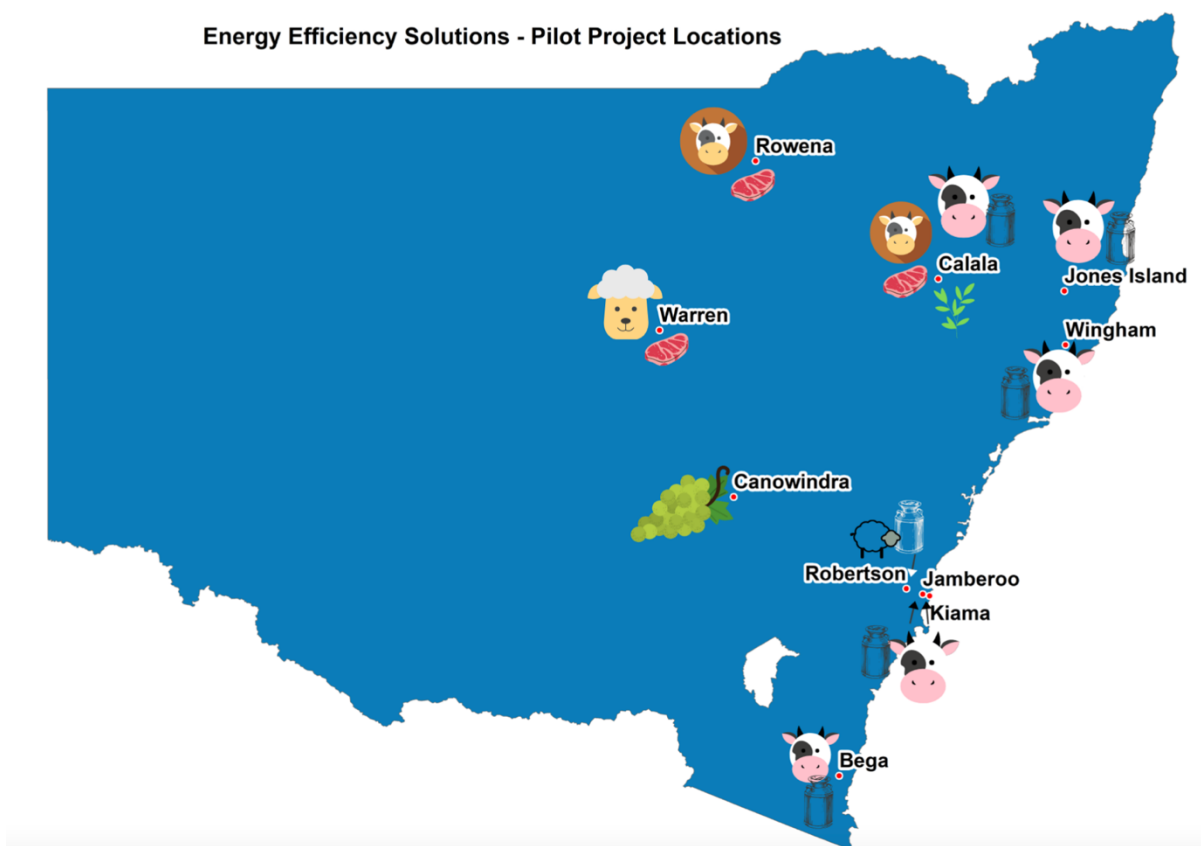 Energy Efficiency Solutions - Pilot Project Locations
Rowena
Calala
Jones Island
Warren
Wingham
Canowindra
Robertson
Jamberoo
Kiama
Bega